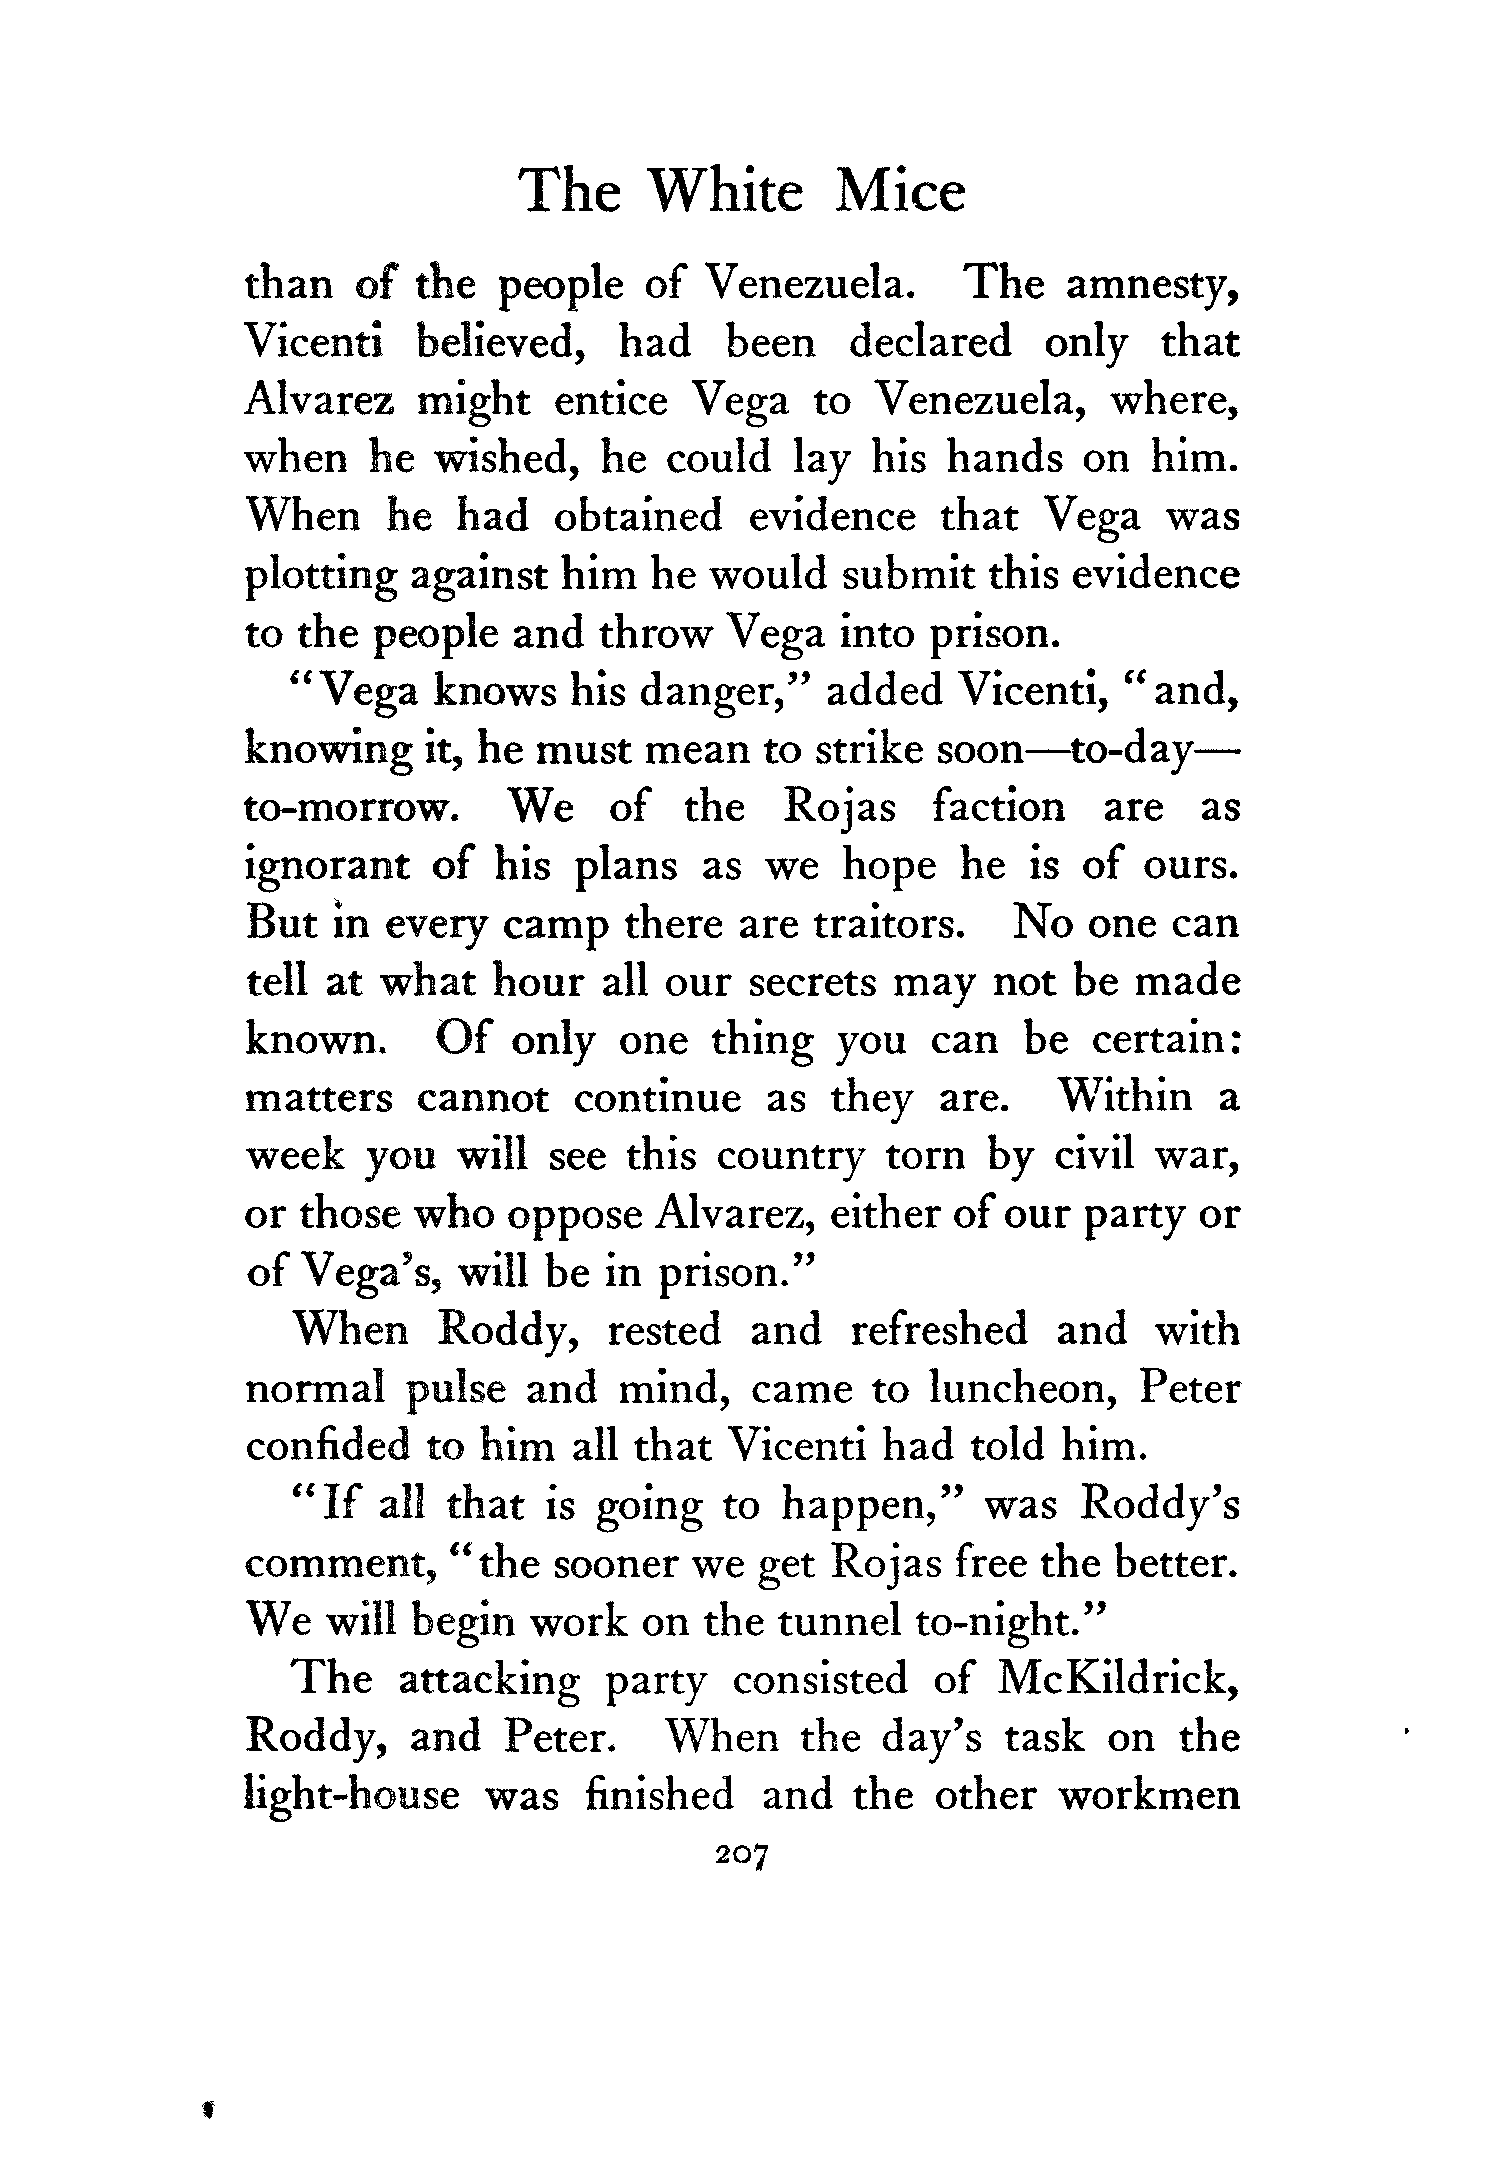 The White Mice
than of the people of Venezuela. The amnesty,
Vicenti believed, had been declared only that
Alvarez might entice Vega to Venezuela, where,
when he wished, he could lay his hands on him.
When he had obtained evidence that Vega was
plotting against him he would submit this evidence
to the people and throw Vega into prison.
"Vega knows his danger," added Vicenti, "and,
knowing it, he must mean to strike soon—to-day—
to-morrow. We of the Rojas faction are as
ignorant of his plans as we hope he is of ours.
But in every camp there are traitors. No one can
tell at what hour all our secrets may not be made
known. Of only one thing you can be certain:
matters cannot continue as they are. Within a
week you will see this country torn by civil war,
or those who oppose Alvarez, either of our party or
of Vega's, will be in prison."
When Roddy, rested and refreshed and with
normal pulse and mind, came to luncheon, Peter
confided to him all that Vicenti had told him.
"If all that is going to happen," was Roddy's
comment, "the sooner we get Rojas free the better.
We will begin work on the tunnel to-night."
The attacking party consisted of McKildrick,
Roddy, and Peter. When the day's task on the
light-house was finished and the other workmen
207